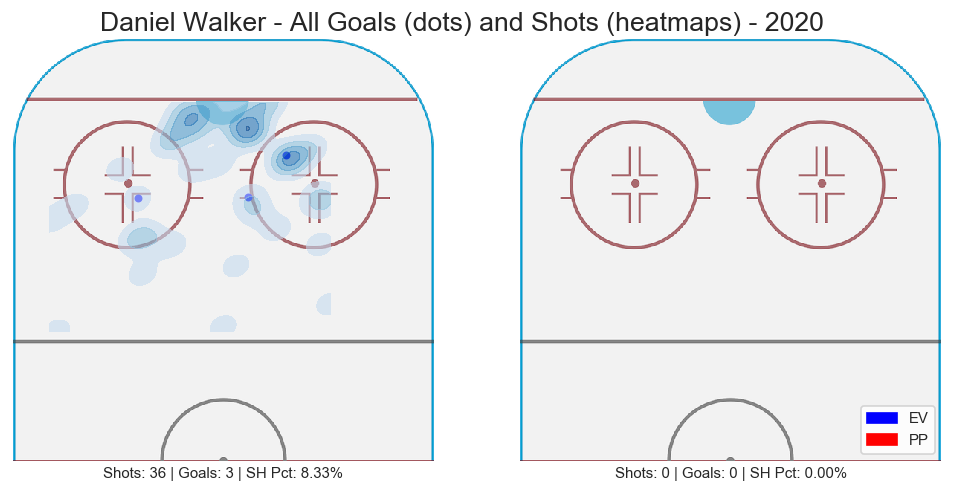 Daniel Walker - All Goals (dots) and Shots (heatmaps) - 2020
EV
PP
Shots: 36 | Goals: 3 | SH Pct: 8.33%
Shots: 0 | Goals: 0 | SH Pct: 0.00%